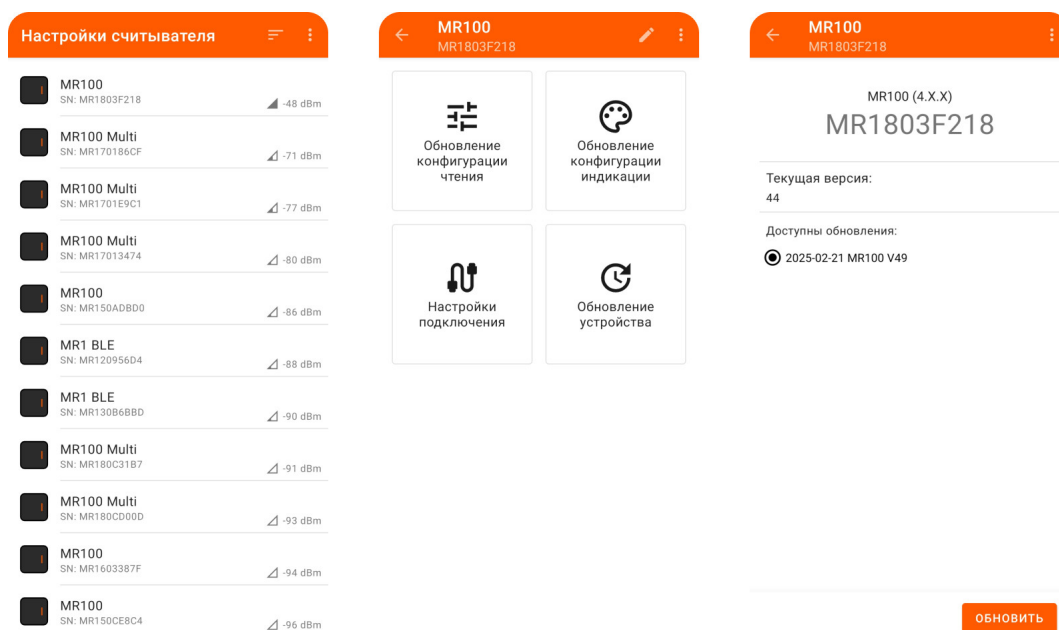 Настройки считывателя
MR100
SN: MR1803F218
-48 dBm
MR100 Multi
SN: MR170186CF
-71 dBm
MR100 Multi
SN: MR1701E9C1
-77 dBm
MR100 Multi
SN: MR17013474
-80 dBm
MR100
SN: MR150ADBD0
-86 dBm
MR1 BLE
SN: MR120956D4
-88 dBm
MR1 BLE
SN: MR130B6BBD
-90 dBm
MR100 Multi
SN: MR180C31B7
-91 dBm
MR100 Multi
SN: MR180CD00D
-93 dBm
MR100
SN: MR1603387F
-94 dBm
MR100
SN: MR150CE8C4
-96 dBm
MR100
MR1803F218
Обновление
конфигурации
чтения
Обновление
конфигурации
индикации
Настройки
подключения
Обновление
устройства
MR100
MR1803F218
MR100 (4.X.X)
MR1803F218
Текущая версия:
44
Доступны обновления:
2025-02-21 MR100 V49
ОБНОВИТЬ